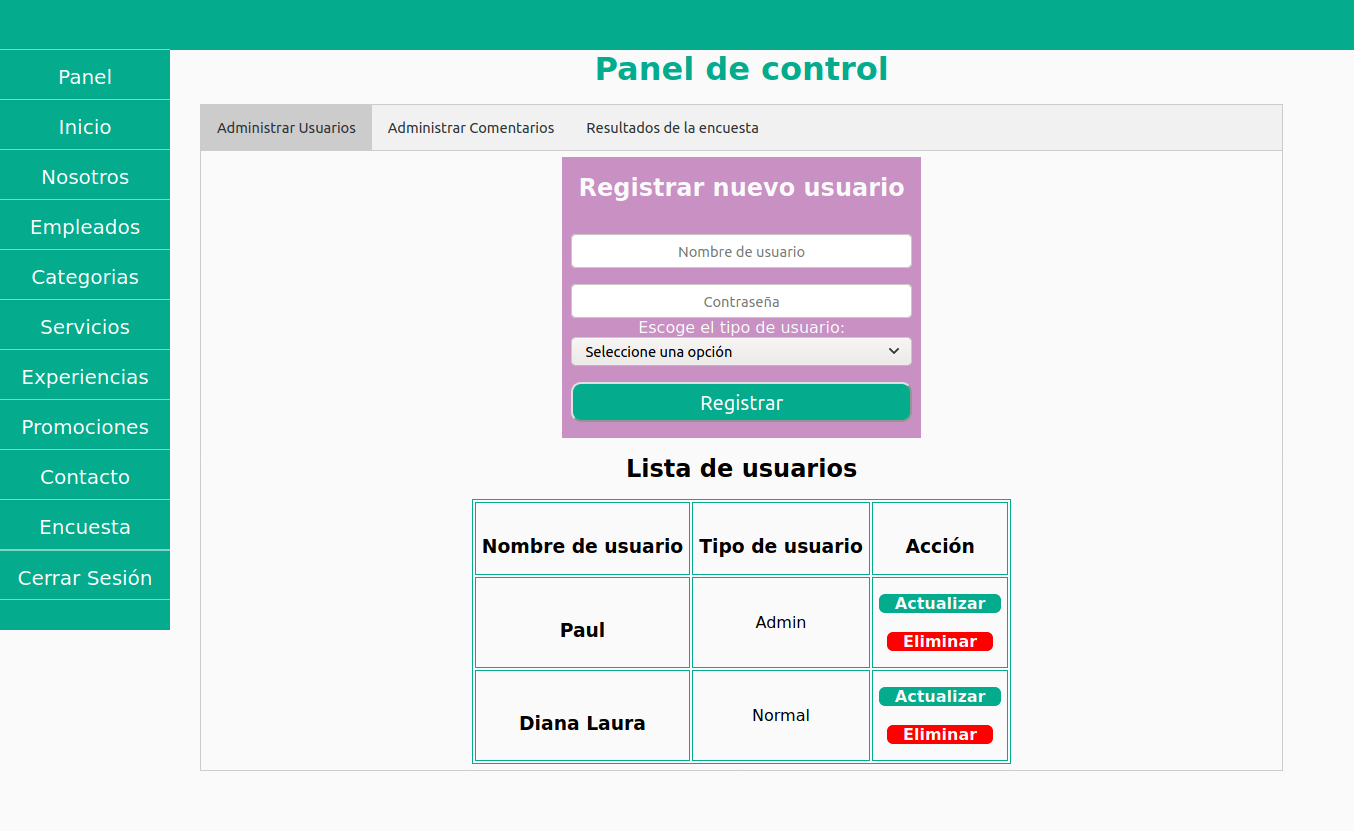 Panel de control
Panel
Inicio
Nosotros
Empleados
Categorias
Servicios
Experiencias
Promociones
Contacto
Encuesta
Cerrar Sesión
Administrar Usuarios Administrar Comentarios Resultados de la encuesta
Registrar nuevo usuario
Nombre de usuario
Contraseña
Escoge el tipo de usuario:
Seleccione una opción
Registrar
Lista de usuarios
Nombre de usuario Tipo de usuario Acción
Paul Admin Actualizar
Eliminar
Diana Laura Normal Actualizar
Eliminar